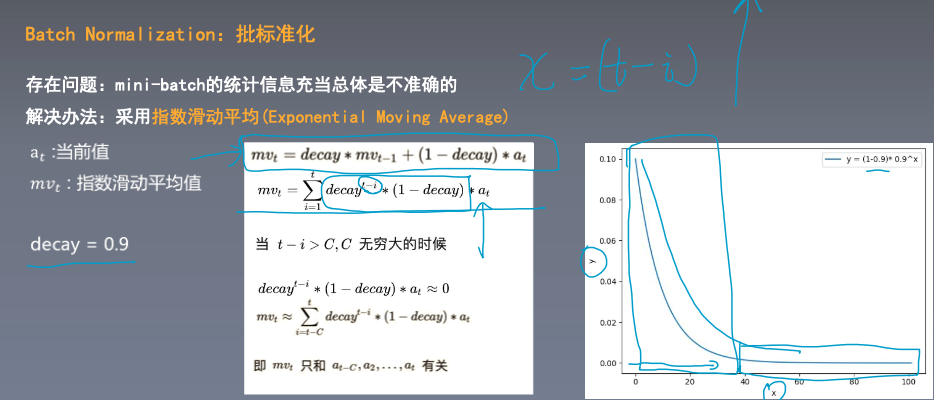 Batch Normalization：批标准化
x = (t-i)
存在问题：mini-batch的统计信息充当总体是不准确的
解决办法：采用指数滑动平均(Exponential Moving Average)
a_t :当前值
mv_t : 指数滑动平均值
decay = 0.9
mv_t = decay * mv_{t-1} + (1 − decay) * a_t
mv_t = \sum_{i=1}^{t} decay^{t-i} * (1 − decay) * a_t
当 t − i > C, C 无穷大的时候
decay^{t-i} * (1 − decay) * a_t ≈ 0
mv_t ≈ \sum_{i=t-C}^{t} decay^{t-i} * (1 − decay) * a_t
即 mv_t 只和 a_{t-C}, a_2, . . . , a_t 有关
y = (1-0.9)* 0.9^x
0.10
0.08
0.06
0.04
0.02
0.00
y
0 20 40 60 80 100
x